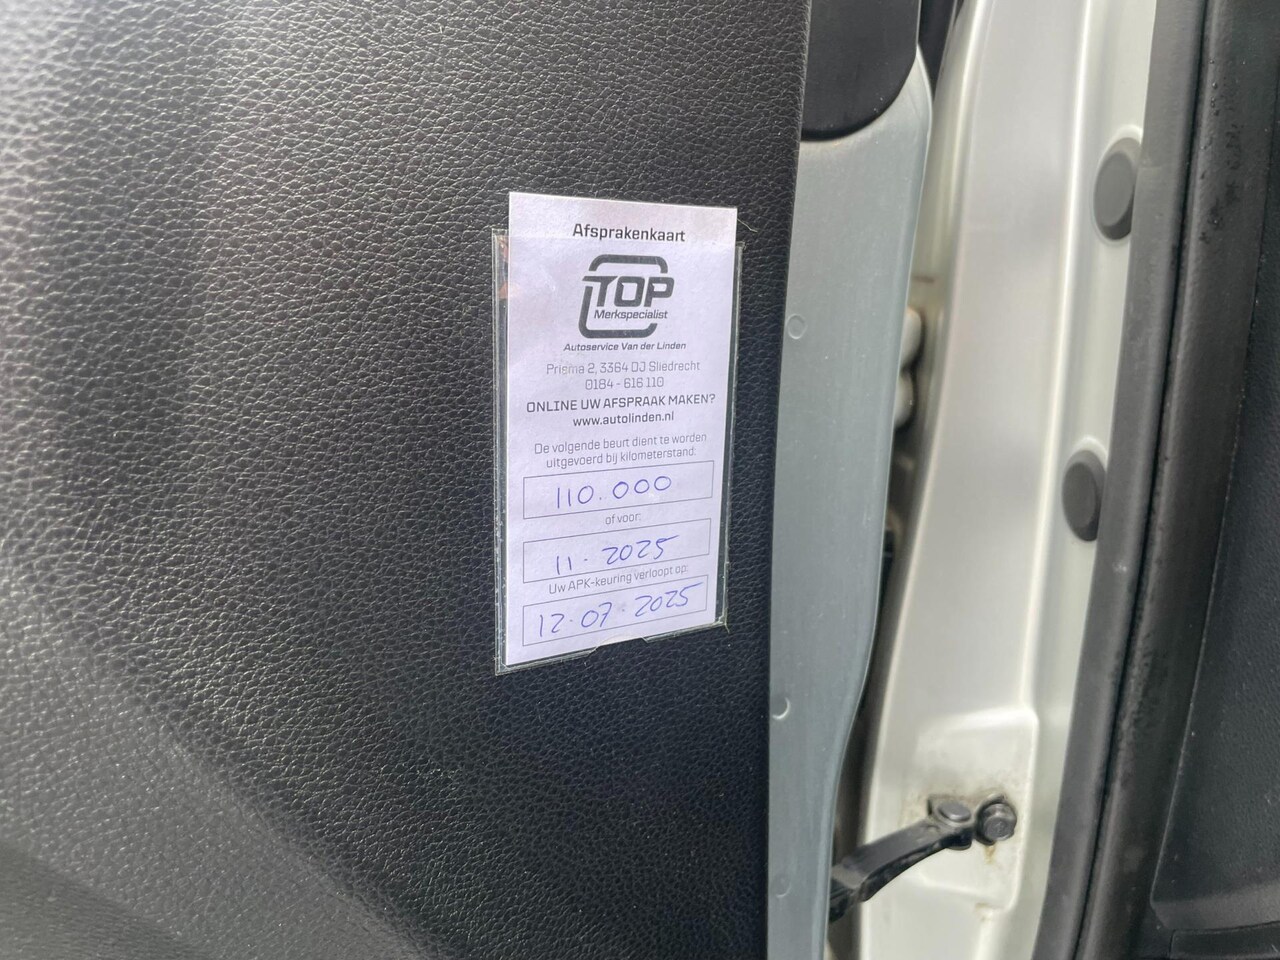 Afsprakenkaart
TOP
Merkspecialist
Autoservice Van der Linden
Prisma 2, 3364 DJ Sliedrecht
0184 - 616 110
ONLINE UW AFSPRAAK MAKEN?
www.autolinden.nl
De volgende beurt dient te worden
uitgevoerd bij kilometerstand:
110.000
of voor:
11-2025
Uw APK-keuring verloopt op:
12-07-2025